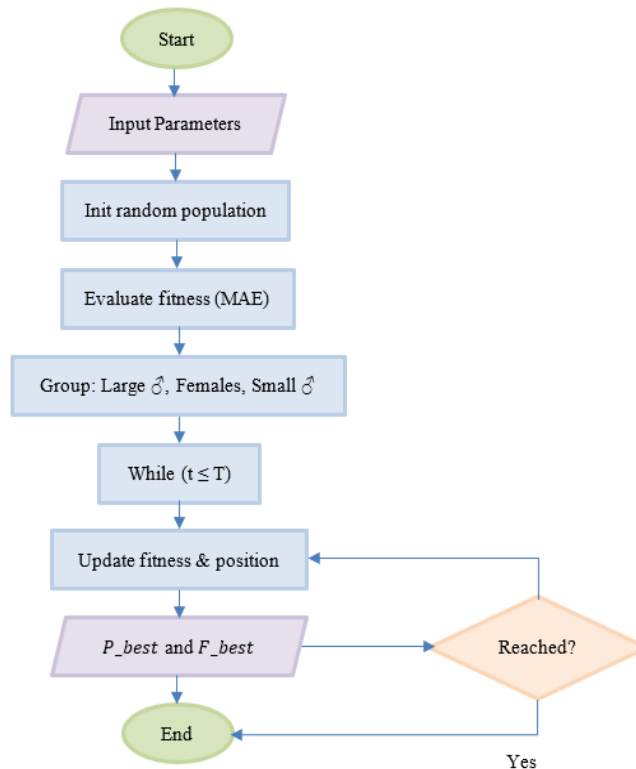 Start
Input Parameters
Init random population
Evaluate fitness (MAE)
Group: Large ♂, Females, Small ♂
While (t ≤ T)
Update fitness & position
P_best and F_best
Reached?
End
Yes